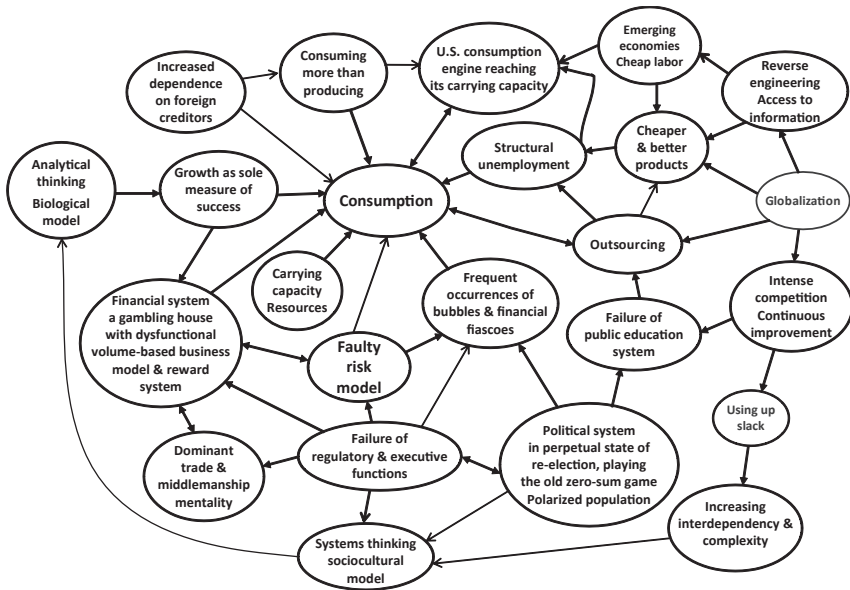 Increased
dependence
on foreign
creditors
Consuming
more than
producing
U.S. consumption
engine reaching
its carrying capacity
Emerging
economies
Cheap labor
Reverse
engineering
Access to
information
Analytical
thinking
Biological
model
Growth as sole
measure of
success
Consumption
Structural
unemployment
Cheaper
& better
products
Globalization
Outsourcing
Carrying
capacity
Resources
Frequent
occurrences of
bubbles & financial
fiascoes
Intense
competition
Continuous
improvement
Financial system
a gambling house
with dysfunctional
volume-based business
model & reward
system
Faulty
risk
model
Failure of
public education
system
Using up
slack
Dominant
trade &
middlemanship
mentality
Failure of
regulatory & executive
functions
Political system
in perpetual state of
re-election, playing
the old zero-sum game
Polarized population
Increasing
interdependency &
complexity
Systems thinking
sociocultural
model